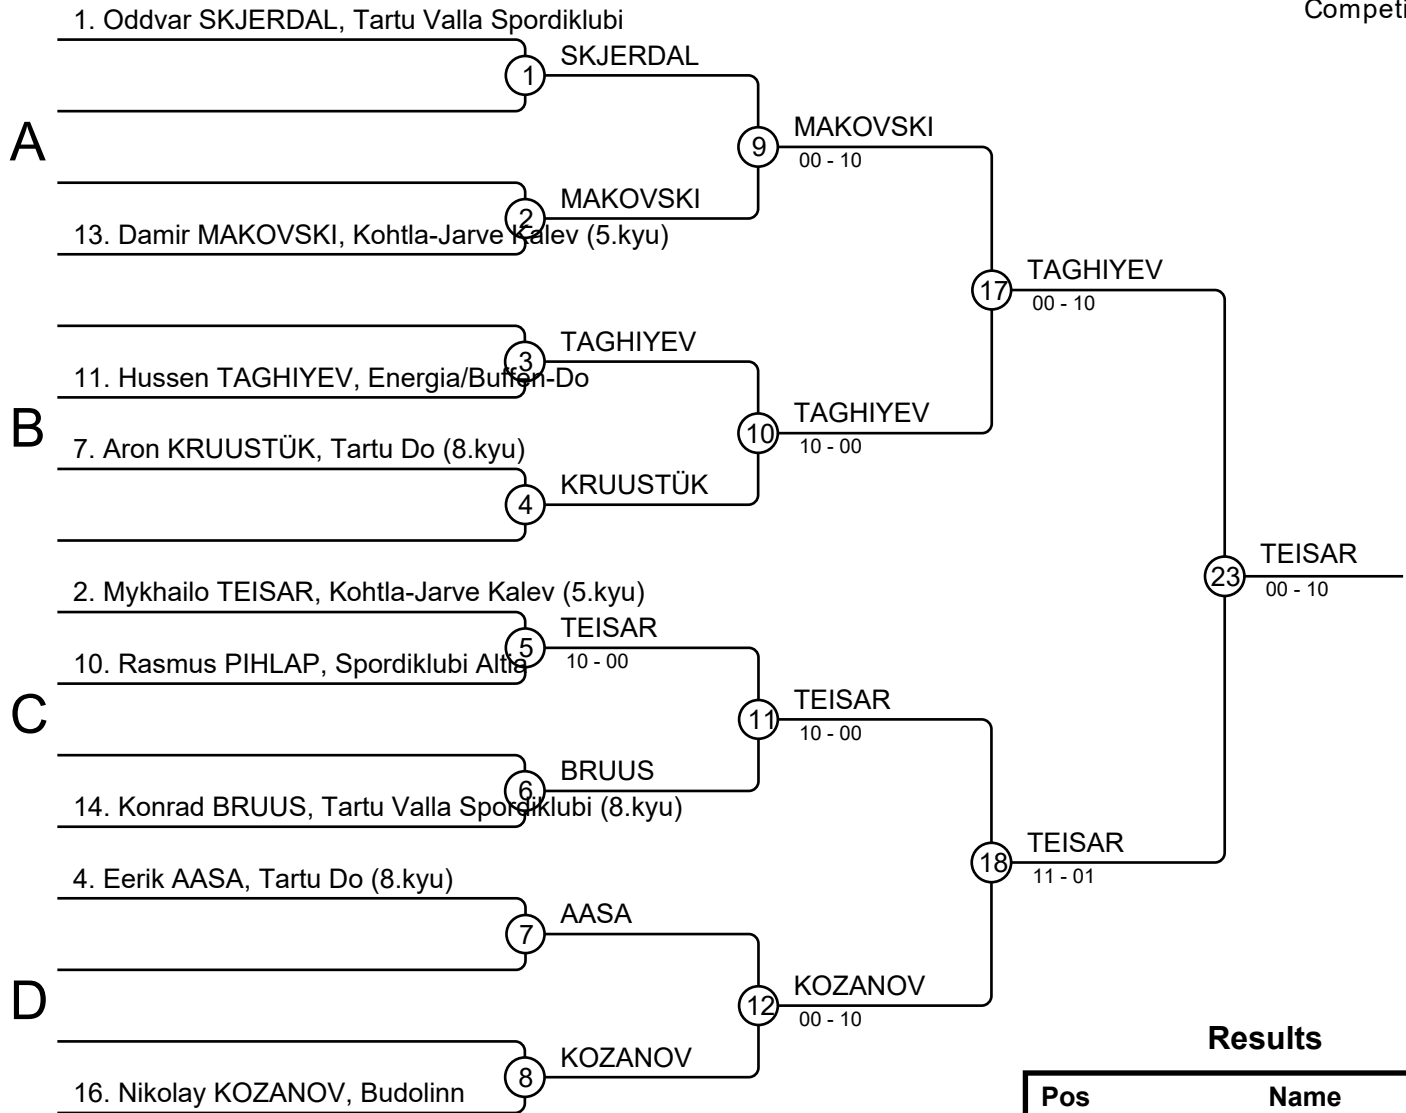 Competi
1. Oddvar SKJERDAL, Tartu Valla Spordiklubi
1
SKJERDAL
A
9
MAKOVSKI
00 - 10
2
MAKOVSKI
13. Damir MAKOVSKI, Kohtla-Jarve Kalev (5.kyu)
17
TAGHIYEV
00 - 10
3
TAGHIYEV
11. Hussen TAGHIYEV, Energia/Buffen-Do
B
10
TAGHIYEV
10 - 00
7. Aron KRUUSTÜK, Tartu Do (8.kyu)
4
KRUUSTÜK
23
TEISAR
00 - 10
2. Mykhailo TEISAR, Kohtla-Jarve Kalev (5.kyu)
5
TEISAR
10 - 00
10. Rasmus PIHLAP, Spordiklubi Altia
C
11
TEISAR
10 - 00
6
BRUUS
14. Konrad BRUUS, Tartu Valla Spordiklubi (8.kyu)
18
TEISAR
11 - 01
4. Eerik AASA, Tartu Do (8.kyu)
7
AASA
D
12
KOZANOV
00 - 10
8
KOZANOV
16. Nikolay KOZANOV, Budolinn
Results
Pos Name